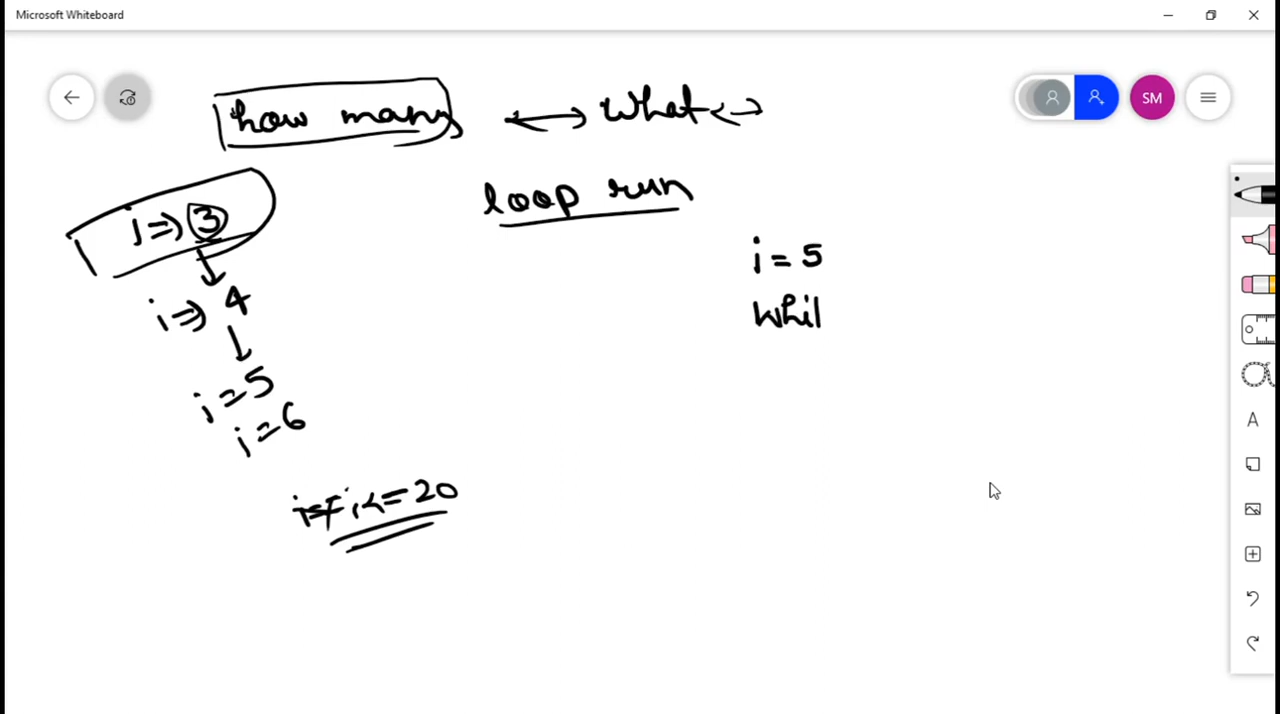 Microsoft Whiteboard
how many ⟷ What ↔
SM
loop run
i ⇒ 3
i ⇒ 4
i = 5
i = 6
i = 5
Whil
i<=20
A